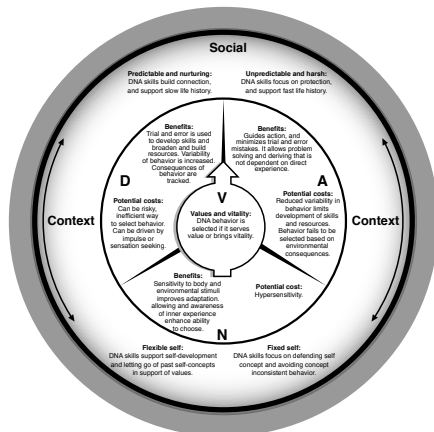 Social
Predictable and nurturing:
DNA skills build connection,
and support slow life history.
Unpredictable and harsh:
DNA skills focus on protection,
and support fast life history.
Benefits:
Trial and error is used
to develop skills and
broaden and build
resources. Variability
of behavior is increased.
Consequences of
behavior are
tracked.
Benefits:
Guides action, and
minimizes trial and error
mistakes. It allows problem
solving and deriving that is
not dependent on direct
experience.
D
A
V
Potential costs:
Can be risky,
inefficient way
to select behavior.
Can be driven by
impulse or
sensation seeking.
Values and vitality:
DNA behavior is
selected if it serves
value or brings vitality.
Potential costs:
Reduced variability in
behavior limits
development of skills
and resources.
Behavior fails to
be selected based on
environmental
consequences.
Context
Context
Benefits:
Sensitivity to body and
environmental stimuli
improves adaptation.
allowing and awareness
of inner experience
enhance ability
to choose.
Potential cost:
Hypersensitivity.
N
Flexible self:
DNA skills support self-development
and letting go of past self-concepts
in support of values.
Fixed self:
DNA skills focus on defending self
concept and avoiding concept
inconsistent behavior.